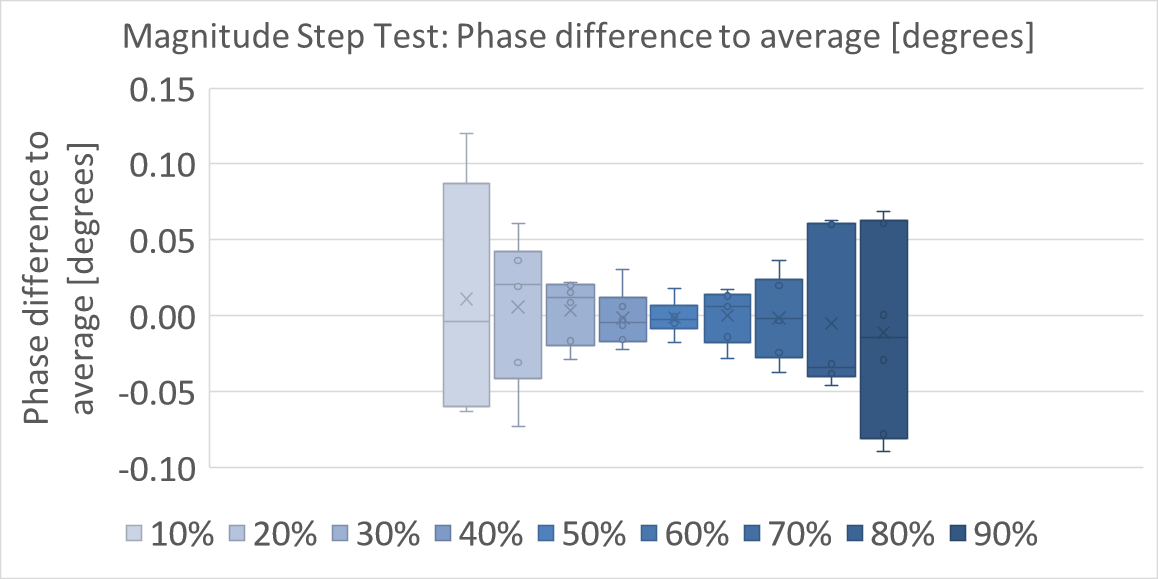 Magnitude Step Test: Phase difference to average [degrees]
Phase difference to
average [degrees]
0.15
0.10
0.05
0.00
-0.05
-0.10
10% 20% 30% 40% 50% 60% 70% 80% 90%